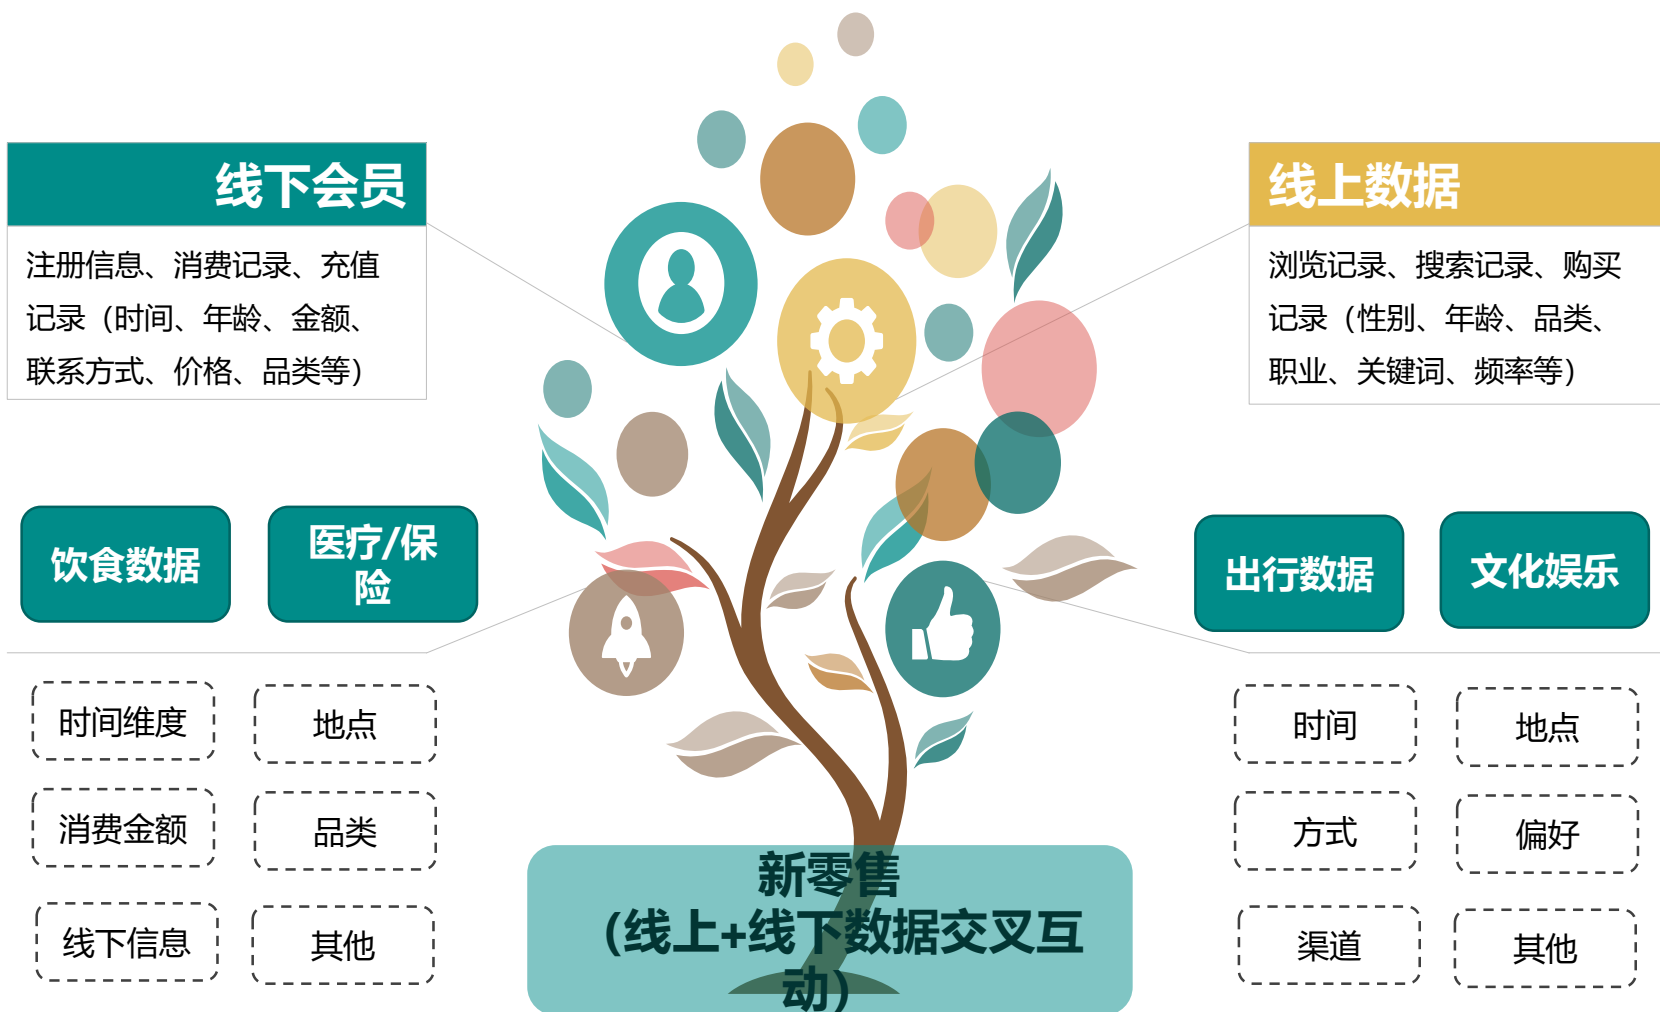 线下会员
注册信息、消费记录、充值
记录（时间、年龄、金额、
联系方式、价格、品类等）
线上数据
浏览记录、搜索记录、购买
记录（性别、年龄、品类、
职业、关键词、频率等）
饮食数据
医疗/保
险
出行数据
文化娱乐
时间维度
地点
消费金额
品类
线下信息
其他
时间
地点
方式
偏好
渠道
其他
新零售
（线上+线下数据交叉互
动）